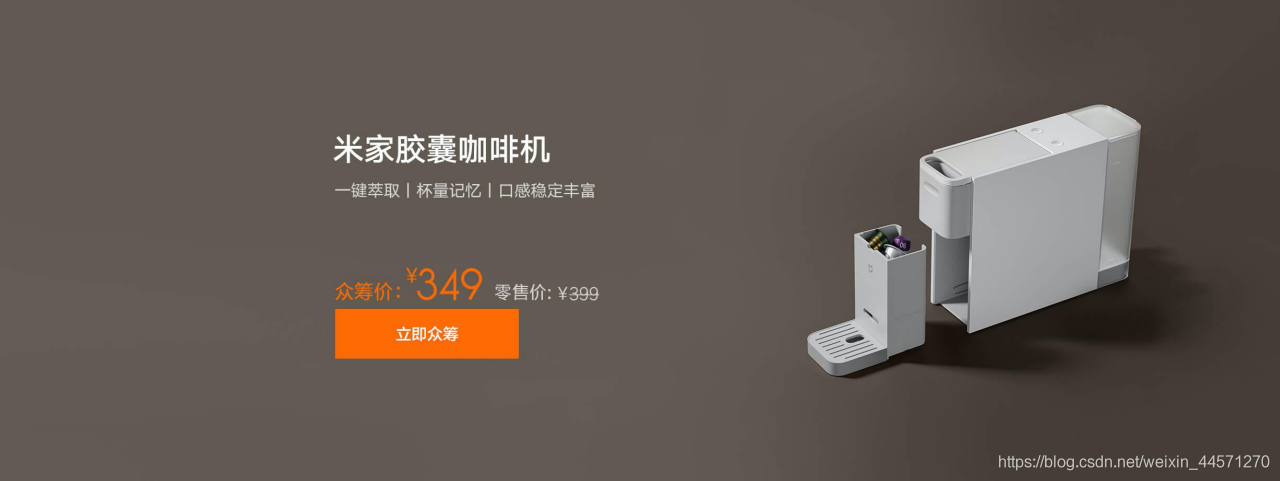 米家胶囊咖啡机
一键萃取丨杯量记忆丨口感稳定丰富
众筹价：¥349 零售价: ¥399
立即众筹
https://blog.csdn.net/weixin_44571270